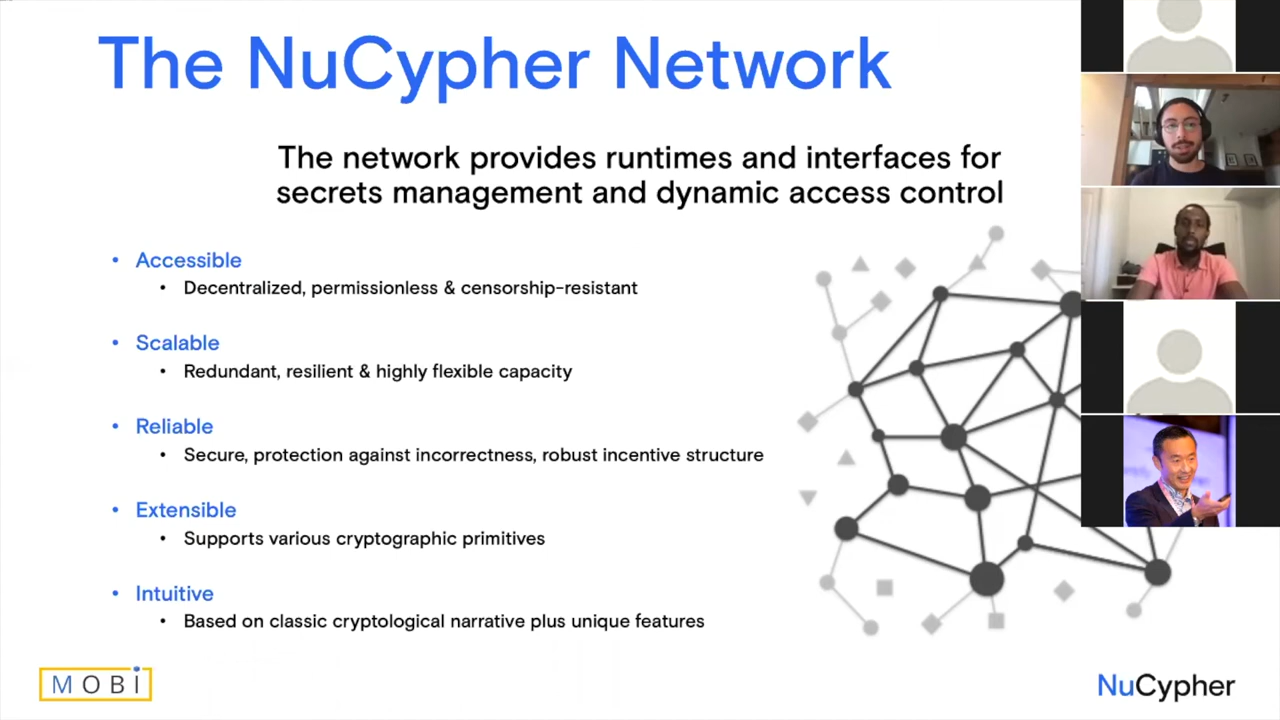 The NuCypher Network
The network provides runtimes and interfaces for
secrets management and dynamic access control
• Accessible
• Decentralized, permissionless & censorship-resistant
• Scalable
• Redundant, resilient & highly flexible capacity
• Reliable
• Secure, protection against incorrectness, robust incentive structure
• Extensible
• Supports various cryptographic primitives
• Intuitive
• Based on classic cryptological narrative plus unique features
MOBI
NuCypher